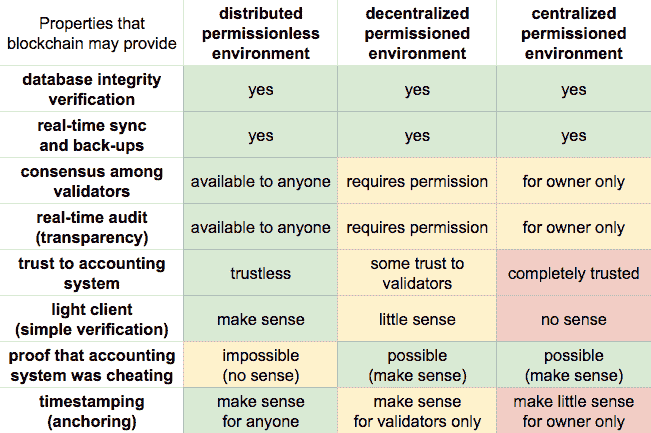 Properties that
blockchain may provide
distributed
permissionless
environment
decentralized
permissioned
environment
centralized
permissioned
environment
database integrity
verification
yes
yes
yes
real-time sync
and back-ups
yes
yes
yes
consensus among
validators
available to anyone
requires permission
for owner only
real-time audit
(transparency)
available to anyone
requires permission
for owner only
trust to accounting
system
trustless
some trust to
validators
completely trusted
light client
(simple verification)
make sense
little sense
no sense
proof that accounting
system was cheating
impossible
(no sense)
possible
(make sense)
possible
(make sense)
timestamping
(anchoring)
make sense
for anyone
make sense
for validators only
make little sense
for owner only